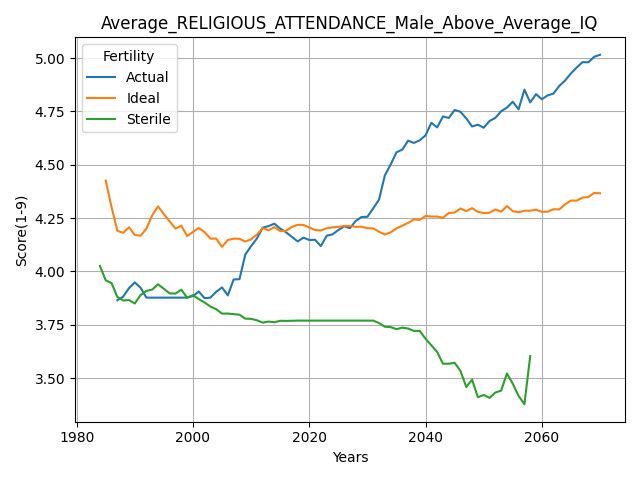 Average_RELIGIOUS_ATTENDANCE_Male_Above_Average_IQ
Fertility
Actual
Ideal
Sterile
Score(1-9)
5.00
4.75
4.50
4.25
4.00
3.75
3.50
1980 2000 2020 2040 2060
Years